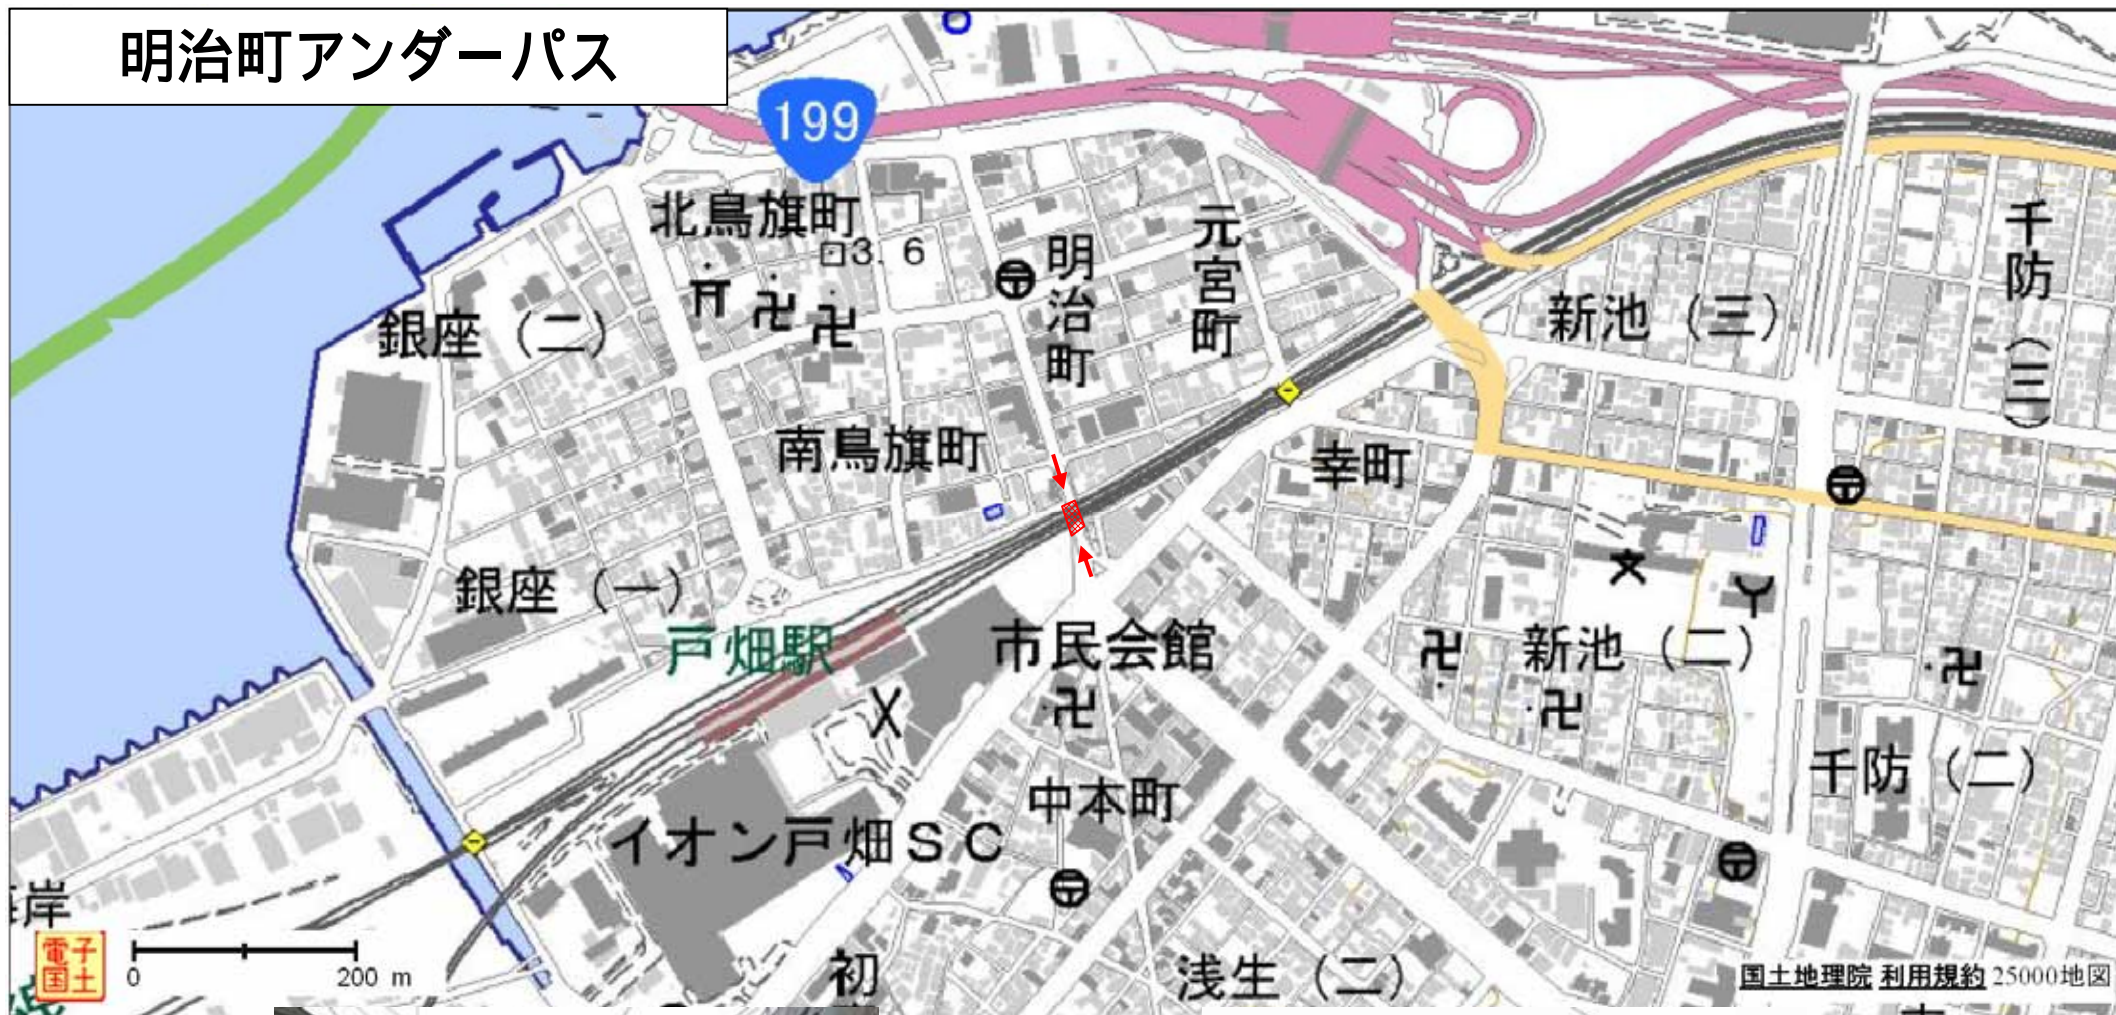 明治町アンダーパス
199
北鳥旗町
3.6
明治町
元宮町
千防(三)
銀座(二)
新池(三)
南鳥旗町
幸町
銀座(一)
戸畑駅
市民会館
新池(二)
中本町
千防(二)
イオン戸畑SC
岸
電子国土
0
200 m
初
浅生(二)
国土地理院 利用規約 25000地図